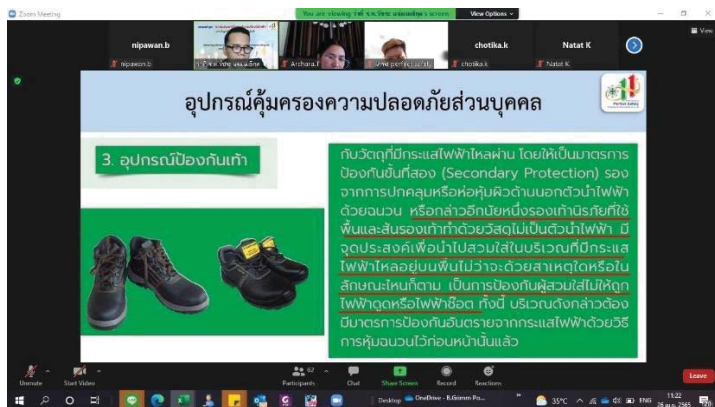 Zoom Meeting
You are viewing
screen
View Options
View
nipawan.b
chotika.k
Natat K
nipawan.b
Archara.f
chotika.k
Natat K
อุปกรณ์คุ้มครองความปลอดภัยส่วนบุคคล
3. อุปกรณ์ป้องกันเท้า
กับวัตถุที่มีกระแสไฟฟ้าไหลผ่าน โดยให้เป็นมาตรการ
ป้องกันขั้นที่สอง (Secondary Protection) รอง
จากการปกคลุมหรือห่อหุ้มผิวด้านนอกตัวนำไฟฟ้า
ด้วยฉนวน หรือกล่าวอีกนัยหนึ่งรองเท้านิรภัยที่ใช้
พื้นและส้นรองเท้าทำด้วยวัสดุไม่เป็นตัวนำไฟฟ้า มี
จุดประสงค์เพื่อนำไปสวมใส่ในบริเวณที่มีกระแส
ไฟฟ้าไหลอยู่บนพื้นไม่ว่าจะด้วยสาเหตุใดหรือใน
ลักษณะไหนก็ตาม เป็นการป้องกันผู้สวมใส่ไม่ให้ถูก
ไฟฟ้าดูดหรือไฟฟ้าช๊อต ทั้งนี้ บริเวณดังกล่าวต้อง
มีมาตรการป้องกันอันตรายจากกระแสไฟฟ้าด้วยวิธี
การหุ้มฉนวนไว้ก่อนหน้านั้นแล้ว
Unmute
Start Video
62
Participants
Chat
Share Screen
Record
Reactions
Leave
Desktop
OneDrive - B.Grimm Po...
35°C
ENG
11:22